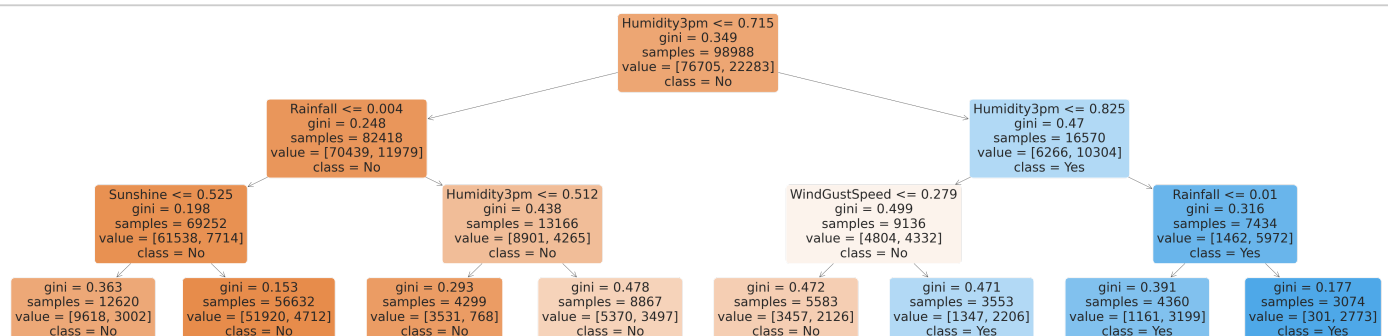 Humidity3pm <= 0.715
gini = 0.349
samples = 98988
value = [76705, 22283]
class = No
Rainfall <= 0.004
gini = 0.248
samples = 82418
value = [70439, 11979]
class = No
Humidity3pm <= 0.825
gini = 0.47
samples = 16570
value = [6266, 10304]
class = Yes
Sunshine <= 0.525
gini = 0.198
samples = 69252
value = [61538, 7714]
class = No
Humidity3pm <= 0.512
gini = 0.438
samples = 13166
value = [8901, 4265]
class = No
WindGustSpeed <= 0.279
gini = 0.499
samples = 9136
value = [4804, 4332]
class = No
Rainfall <= 0.01
gini = 0.316
samples = 7434
value = [1462, 5972]
class = Yes
gini = 0.363
samples = 12620
value = [9618, 3002]
class = No
gini = 0.153
samples = 56632
value = [51920, 4712]
class = No
gini = 0.293
samples = 4299
value = [3531, 768]
class = No
gini = 0.478
samples = 8867
value = [5370, 3497]
class = No
gini = 0.472
samples = 5583
value = [3457, 2126]
class = No
gini = 0.471
samples = 3553
value = [1347, 2206]
class = Yes
gini = 0.391
samples = 4360
value = [1161, 3199]
class = Yes
gini = 0.177
samples = 3074
value = [301, 2773]
class = Yes